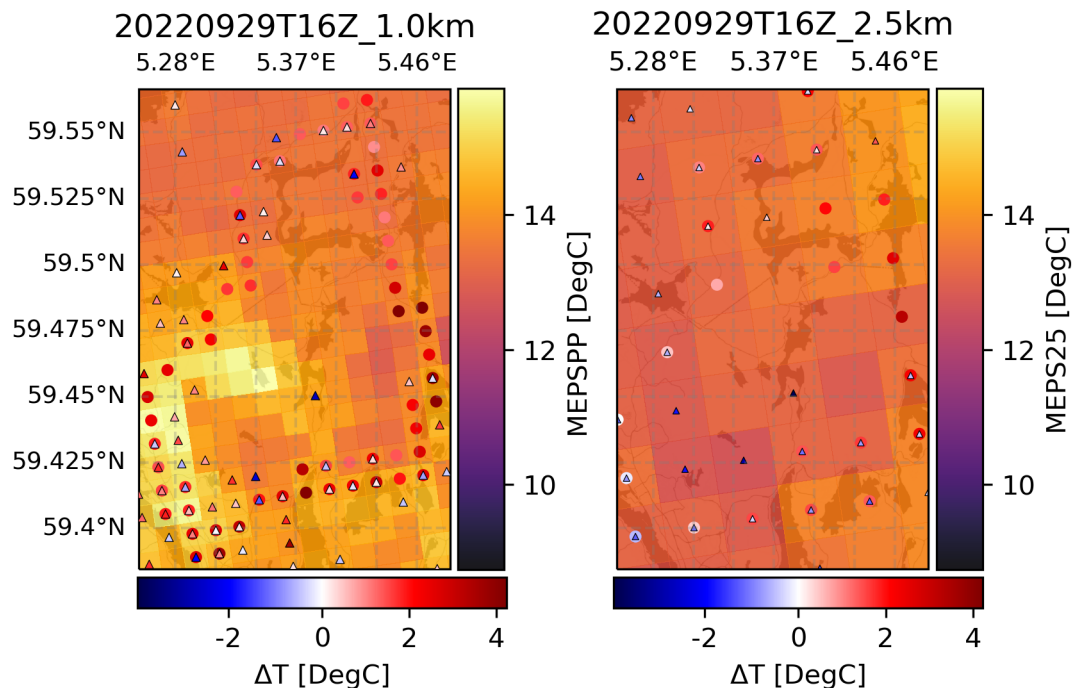 20220929T16Z_1.0km
5.28°E 5.37°E 5.46°E
59.55°N
59.525°N
59.5°N
59.475°N
59.45°N
59.425°N
59.4°N
14
12
10
MEPSPP [DegC]
-2 0 2 4
ΔT [DegC]
20220929T16Z_2.5km
5.28°E 5.37°E 5.46°E
14
12
10
MEPS25 [DegC]
-2 0 2 4
ΔT [DegC]